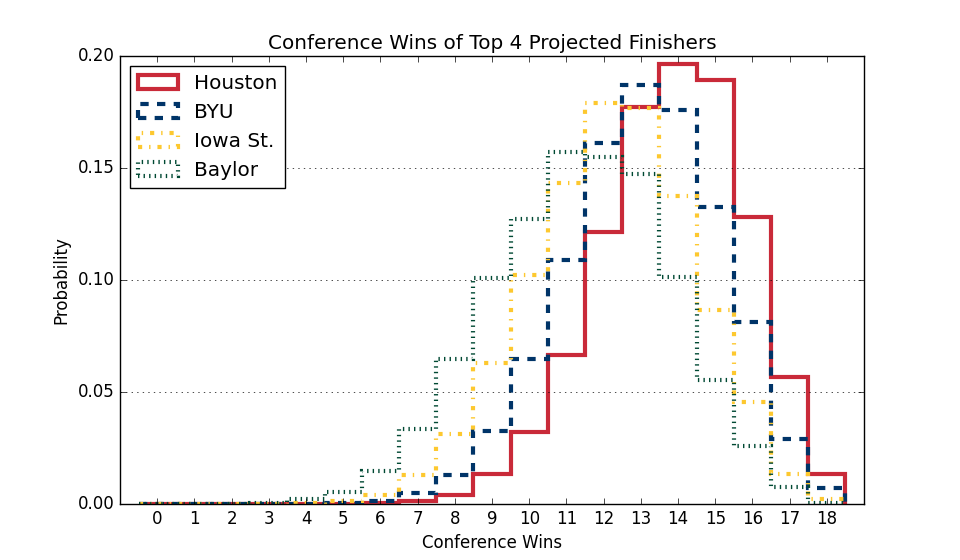 Conference Wins of Top 4 Projected Finishers
Houston
BYU
Iowa St.
Baylor
0.20
0.15
0.10
0.05
0.00
Probability
0 1 2 3 4 5 6 7 8 9 10 11 12 13 14 15 16 17 18
Conference Wins